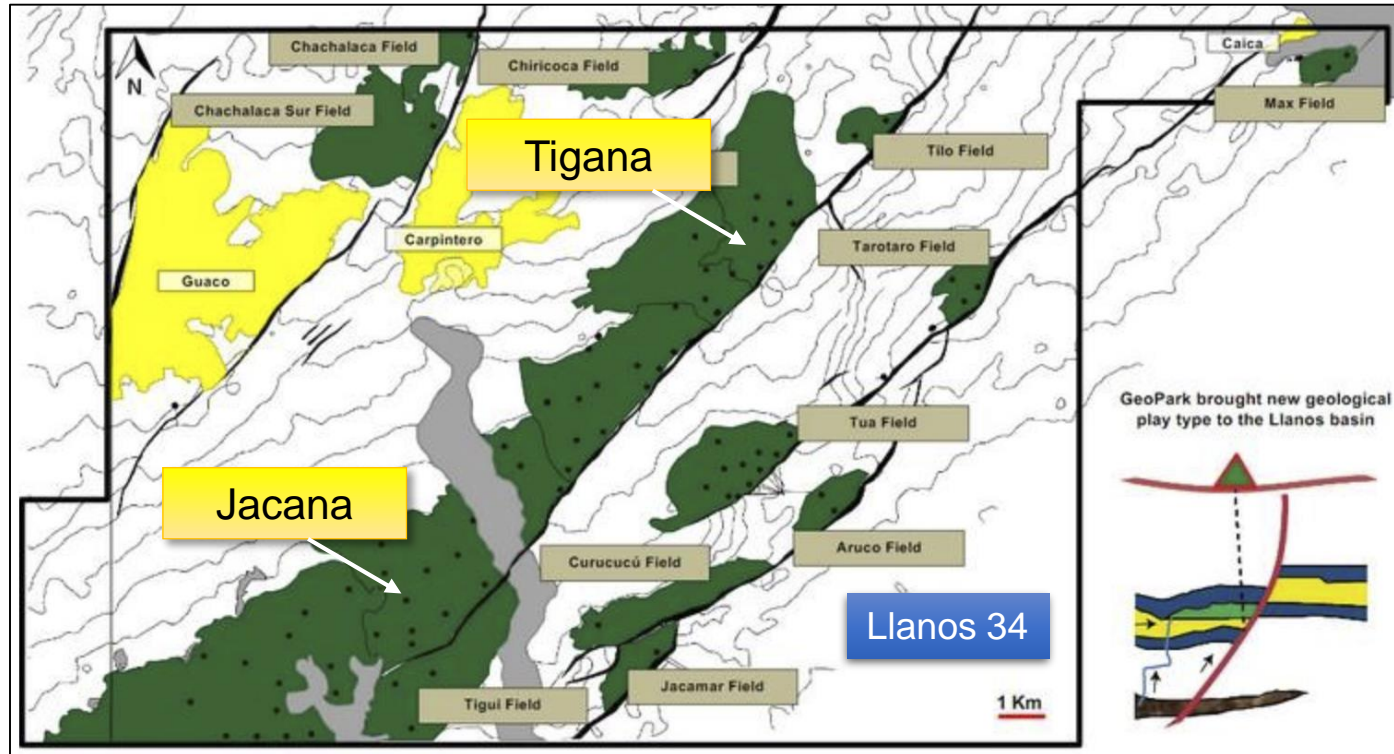 Chachalaca Field
Chiricoca Field
Caica
N
Chachalaca Sur Field
Max Field
Tigana
Tilo Field
Carpintero
Tarotaro Field
Guaco
GeoPark brought new geological
play type to the Llanos basin
Tua Field
Jacana
Aruco Field
Curucucú Field
Llanos 34
Jacamar Field
Tigui Field
1 Km